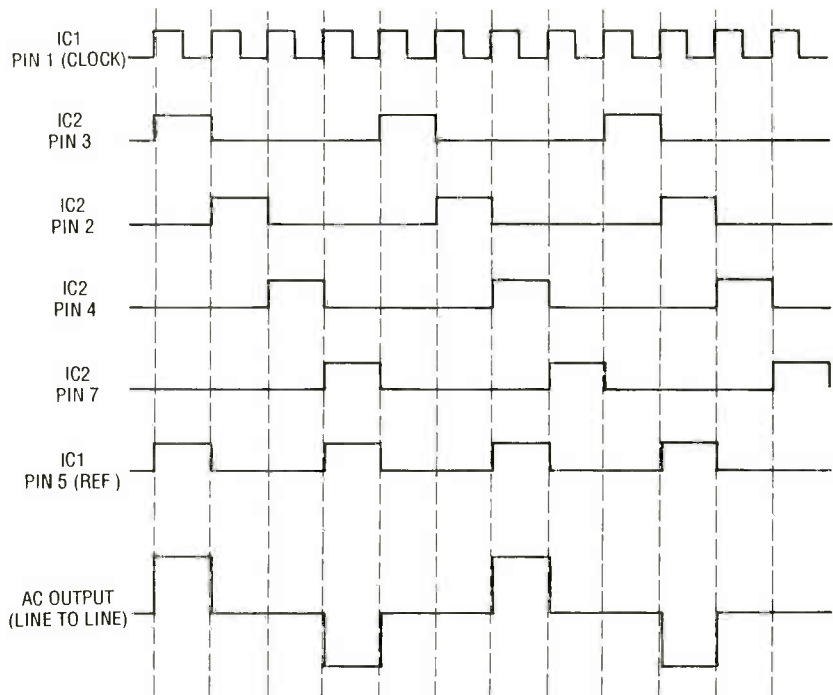 IC1
PIN 1 (CLOCK)
IC2
PIN 3
IC2
PIN 2
IC2
PIN 4
IC2
PIN 7
IC1
PIN 5 (REF )
AC OUTPUT
(LINE TO LINE)